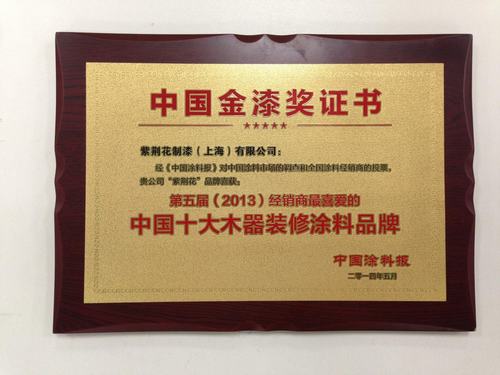 中国金漆奖证书
★★★★★
紫荆花制漆（上海）有限公司：
经《中国涂料报》对中国涂料市场的盘点和全国涂料经销商的投票，
贵公司“紫荆花”品牌喜获：
第五届（2013）经销商最喜爱的
中国十大木器装修涂料品牌
中国涂料报
二零一四年五月